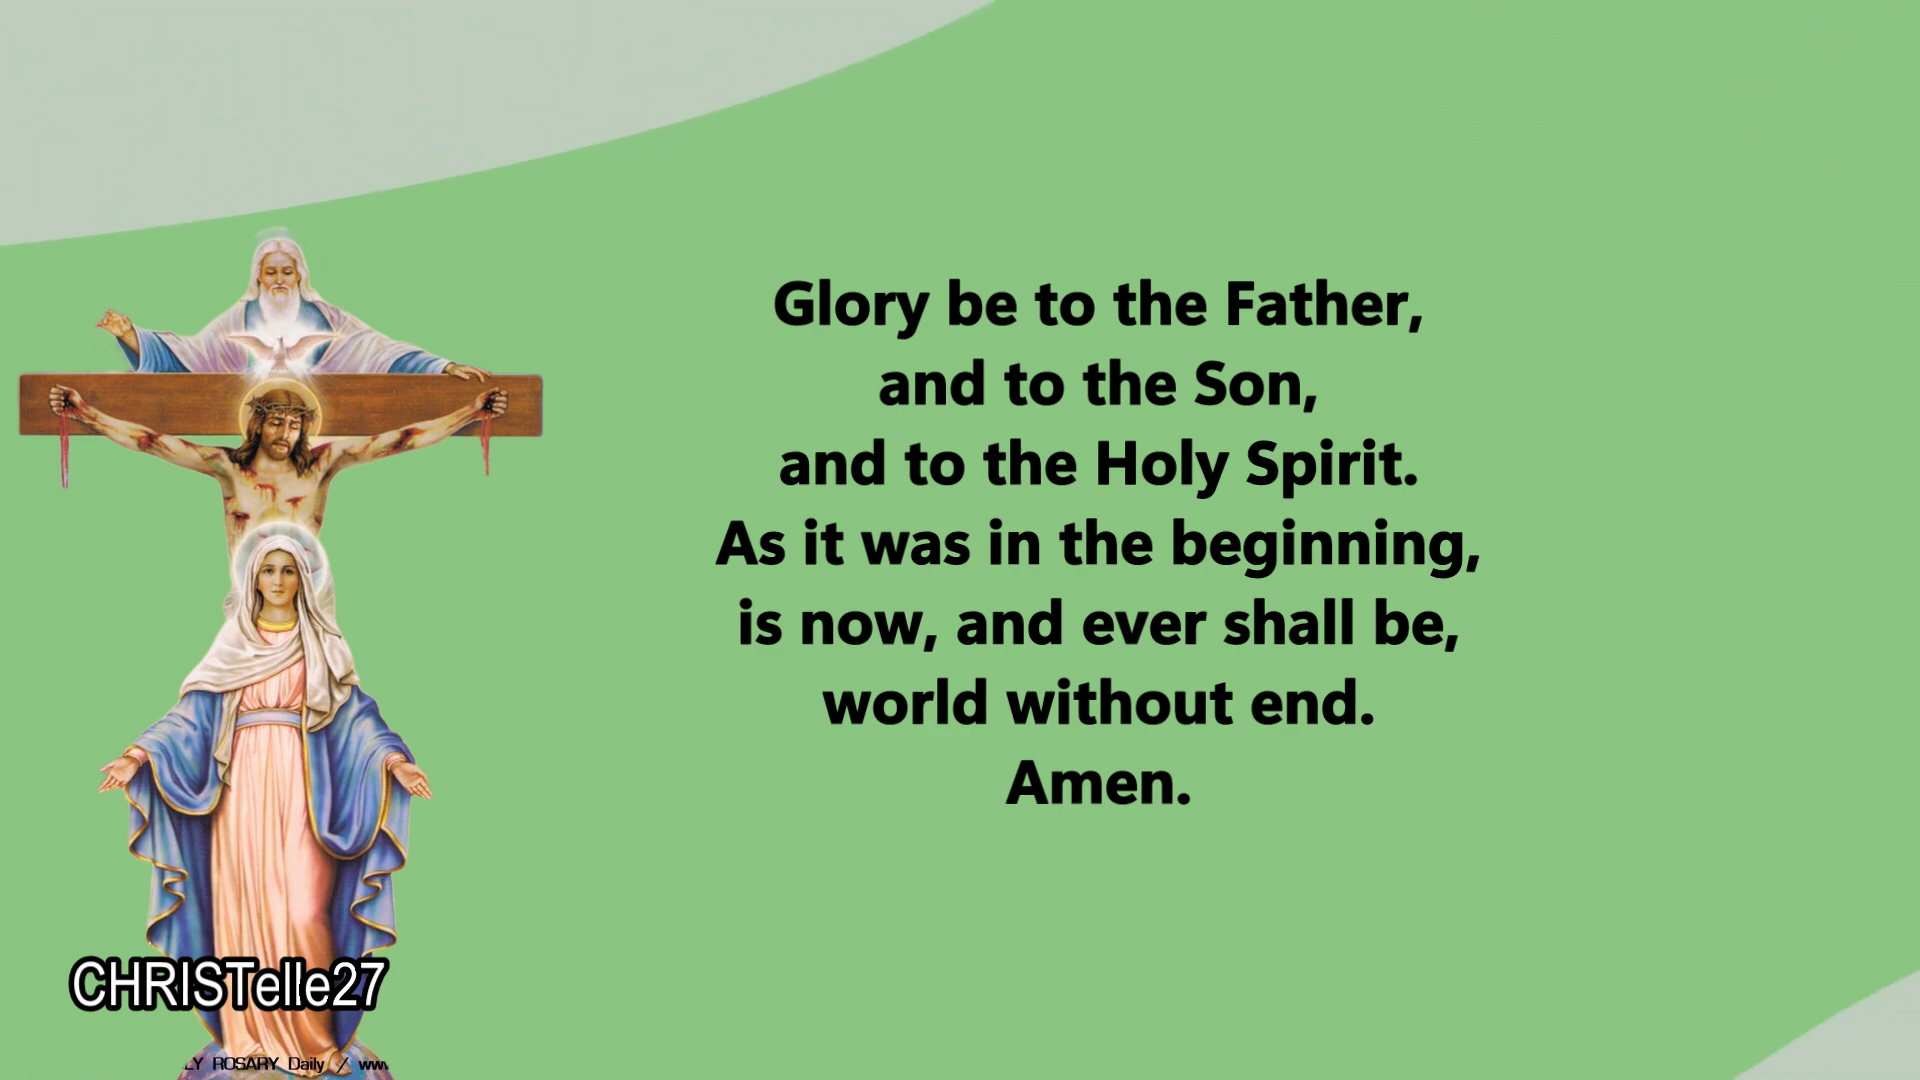 Glory be to the Father,
and to the Son,
and to the Holy Spirit.
As it was in the beginning,
is now, and ever shall be,
world without end.
Amen.
CHRISTelle27
ROSARY Daily /